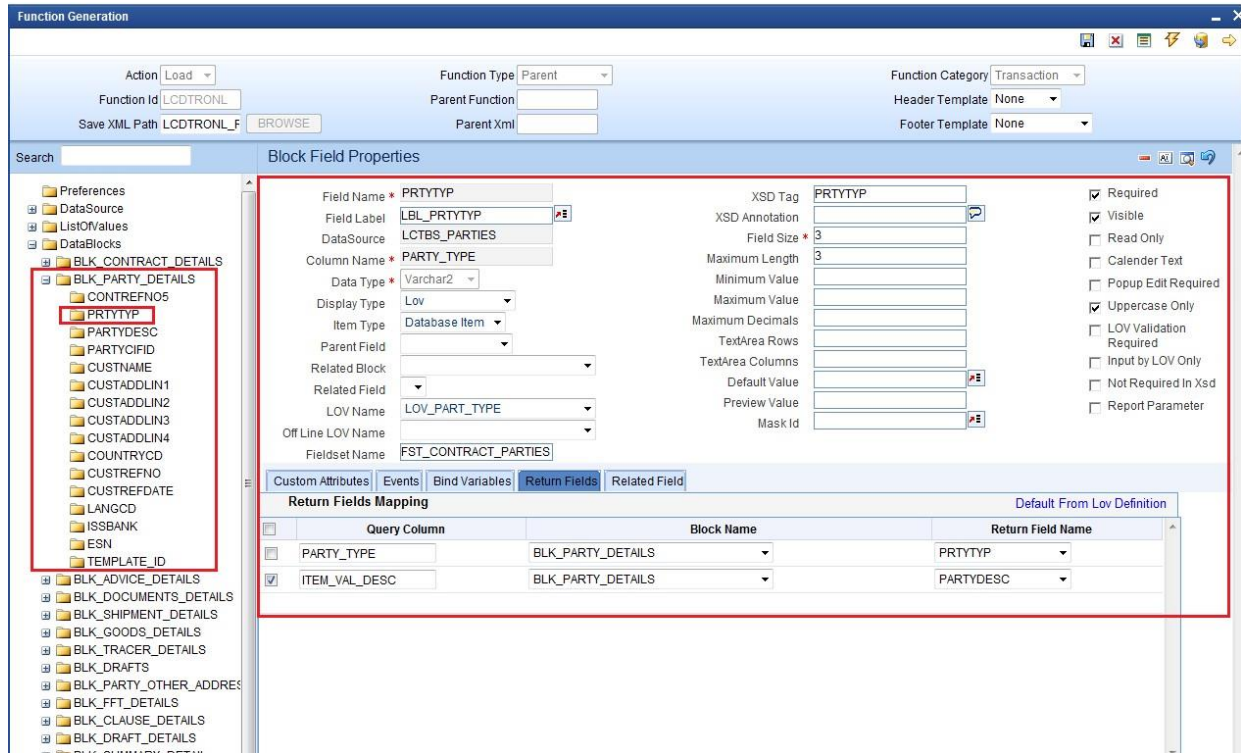 Function Generation
Action Load
Function Type Parent
Function Category Transaction
Function Id LCDTRONL
Parent Function
Header Template None
Save XML Path LCDTRONL_F BROWSE
Parent Xml
Footer Template None
Search
Preferences
DataSource
ListOfValues
DataBlocks
BLK_CONTRACT_DETAILS
BLK_PARTY_DETAILS
CONTREFNO5
PRTYTYP
PARTYDESC
PARTYCIFID
CUSTNAME
CUSTADDLIN1
CUSTADDLIN2
CUSTADDLIN3
CUSTADDLIN4
COUNTRYCD
CUSTREFNO
CUSTREFDATE
LANGCD
ISSBANK
ESN
TEMPLATE_ID
BLK_ADVICE_DETAILS
BLK_DOCUMENTS_DETAILS
BLK_SHIPMENT_DETAILS
BLK_GOODS_DETAILS
BLK_TRACER_DETAILS
BLK_DRAFTS
BLK_PARTY_OTHER_ADDRES
BLK_FFT_DETAILS
BLK_CLAUSE_DETAILS
BLK_DRAFT_DETAILS
Block Field Properties
Field Name * PRTYTYP
Field Label LBL_PRTYTYP
DataSource LCTBS_PARTIES
Column Name * PARTY_TYPE
Data Type * Varchar2
Display Type Lov
Item Type Database Item
Parent Field
Related Block
Related Field
LOV Name LOV_PART_TYPE
Off Line LOV Name
Fieldset Name FST_CONTRACT_PARTIES
XSD Tag PRTYTYP
XSD Annotation
Field Size * 3
Maximum Length 3
Minimum Value
Maximum Value
Maximum Decimals
TextArea Rows
TextArea Columns
Default Value
Preview Value
Mask Id
Required
Visible
Read Only
Calender Text
Popup Edit Required
Uppercase Only
LOV Validation
Required
Input by LOV Only
Not Required In Xsd
Report Parameter
Custom Attributes Events Bind Variables Return Fields Related Field
Return Fields Mapping Default From Lov Definition
Query Column Block Name Return Field Name
PARTY_TYPE BLK_PARTY_DETAILS PRTYTYP
ITEM_VAL_DESC BLK_PARTY_DETAILS PARTYDESC